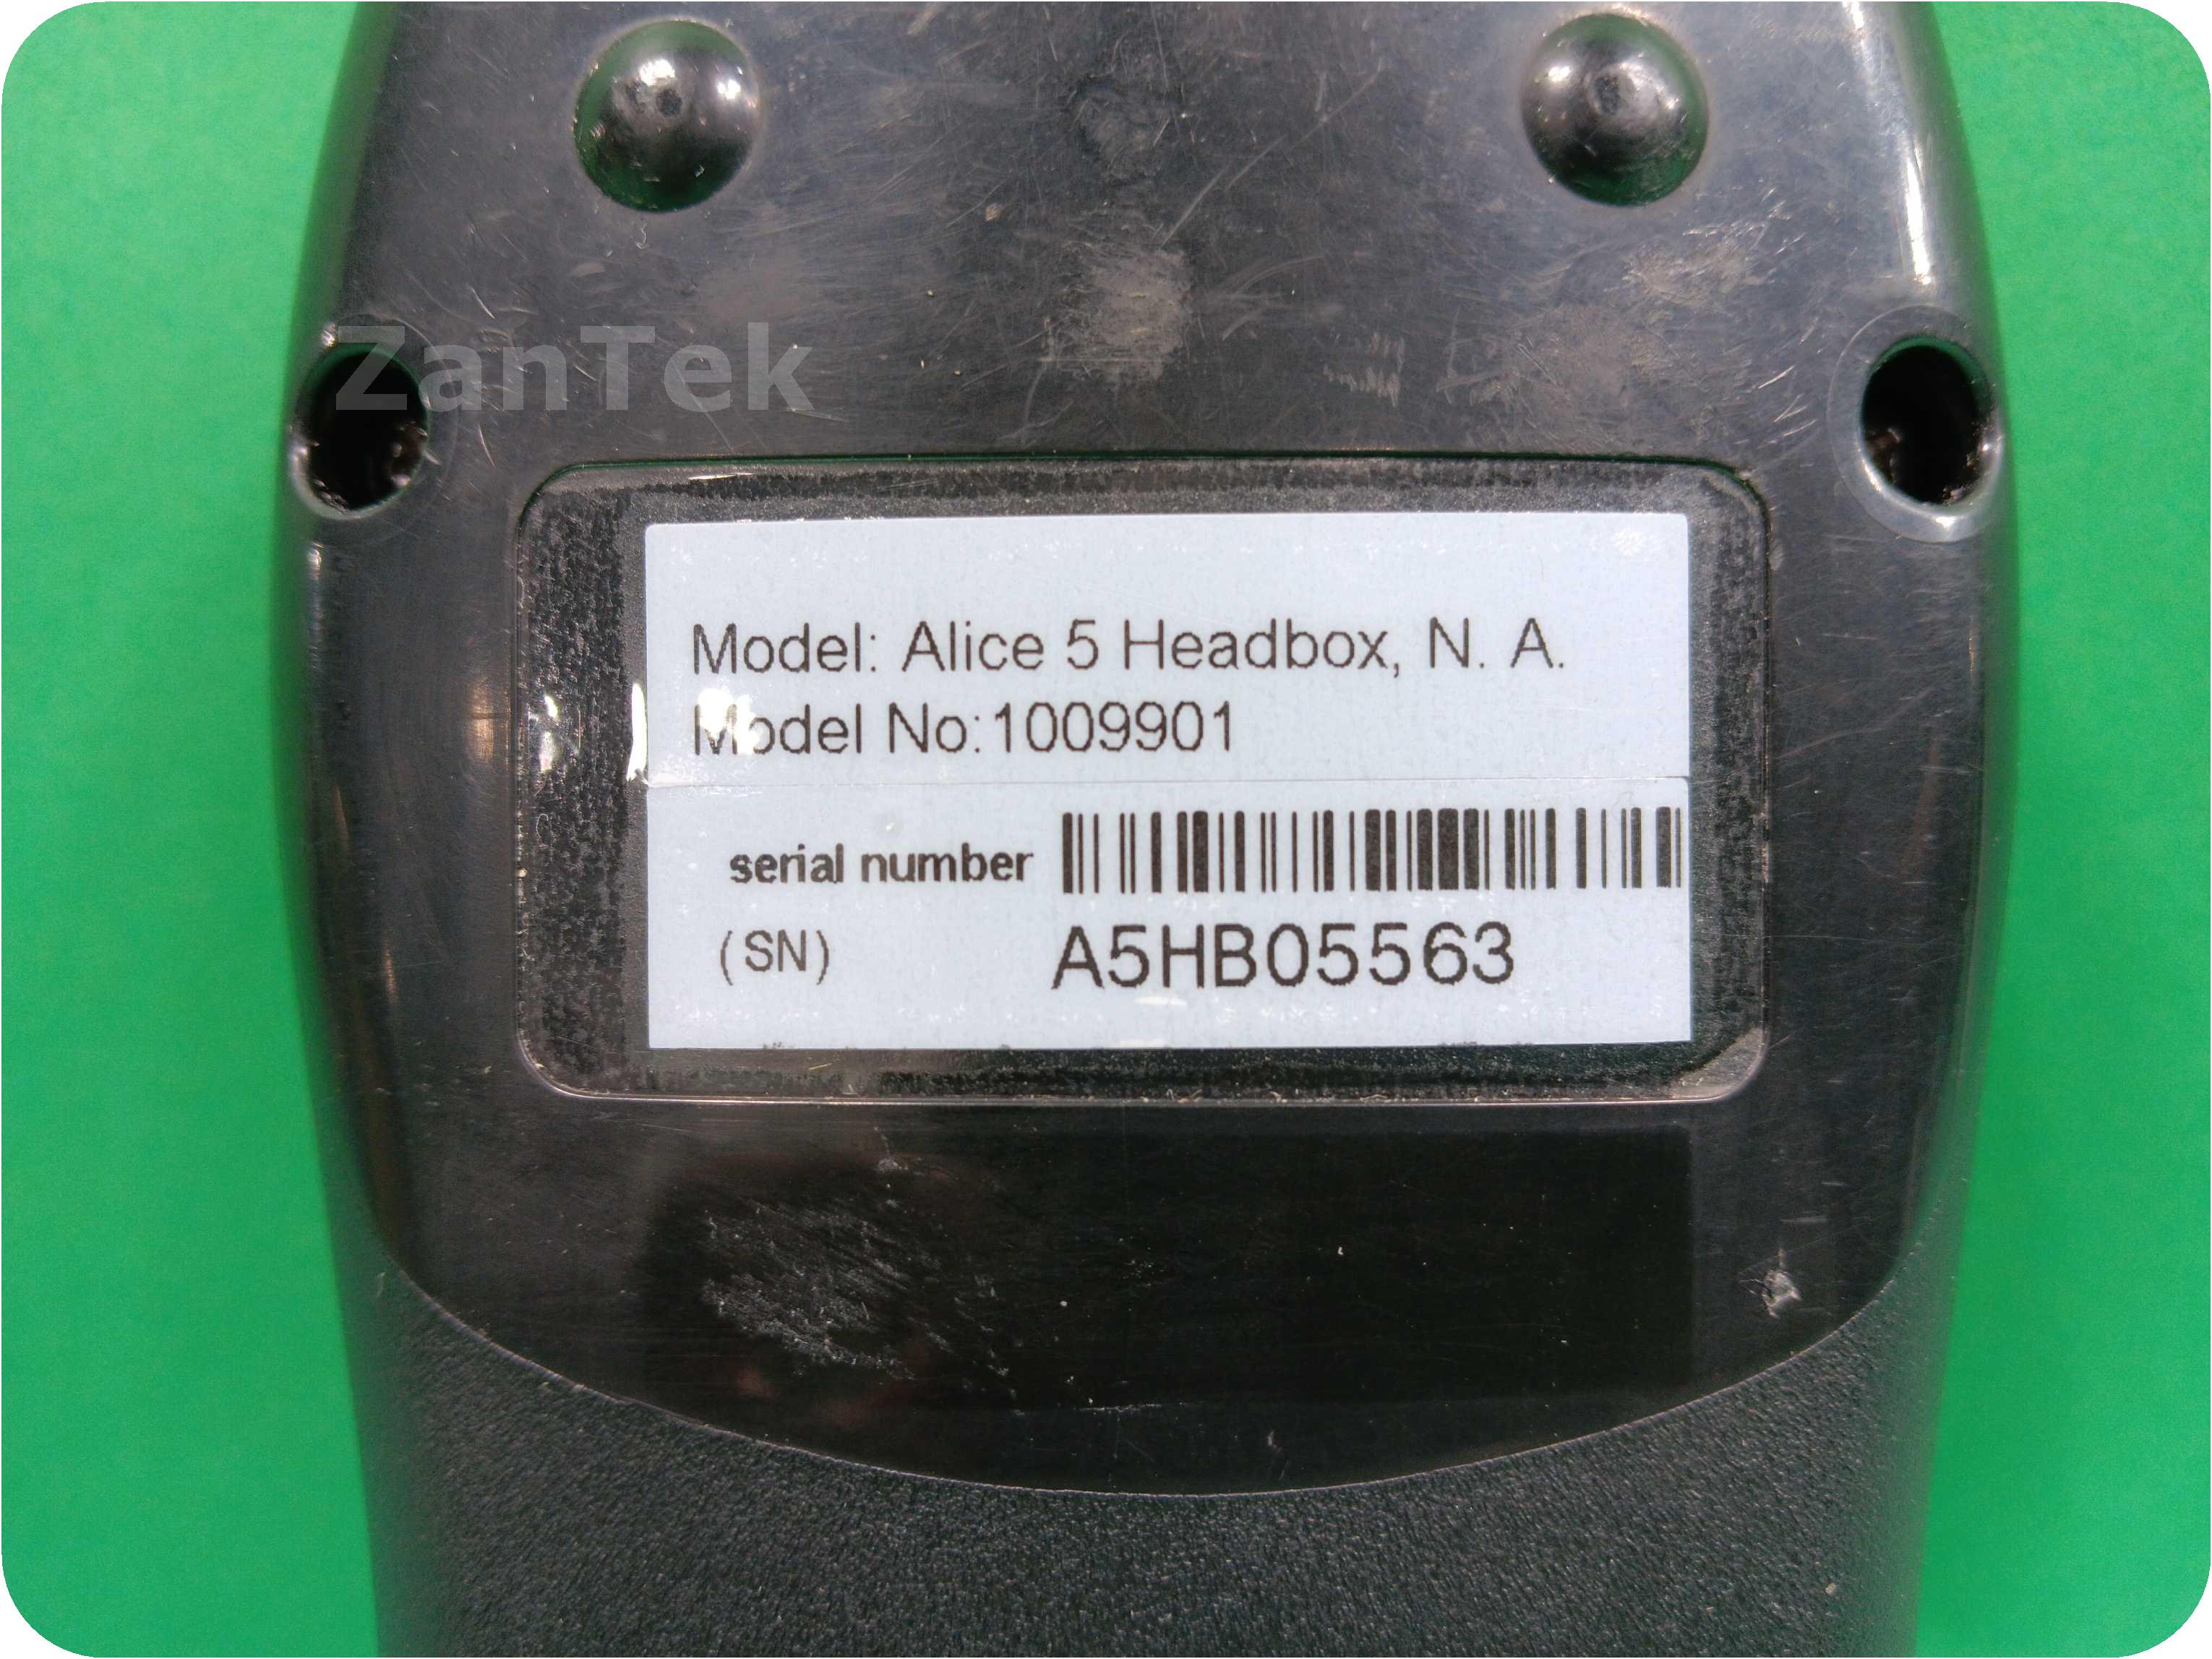 ZanTek
Model: Alice 5 Headbox, N. A.
Model No:1009901
serial number
(SN) A5HB05563